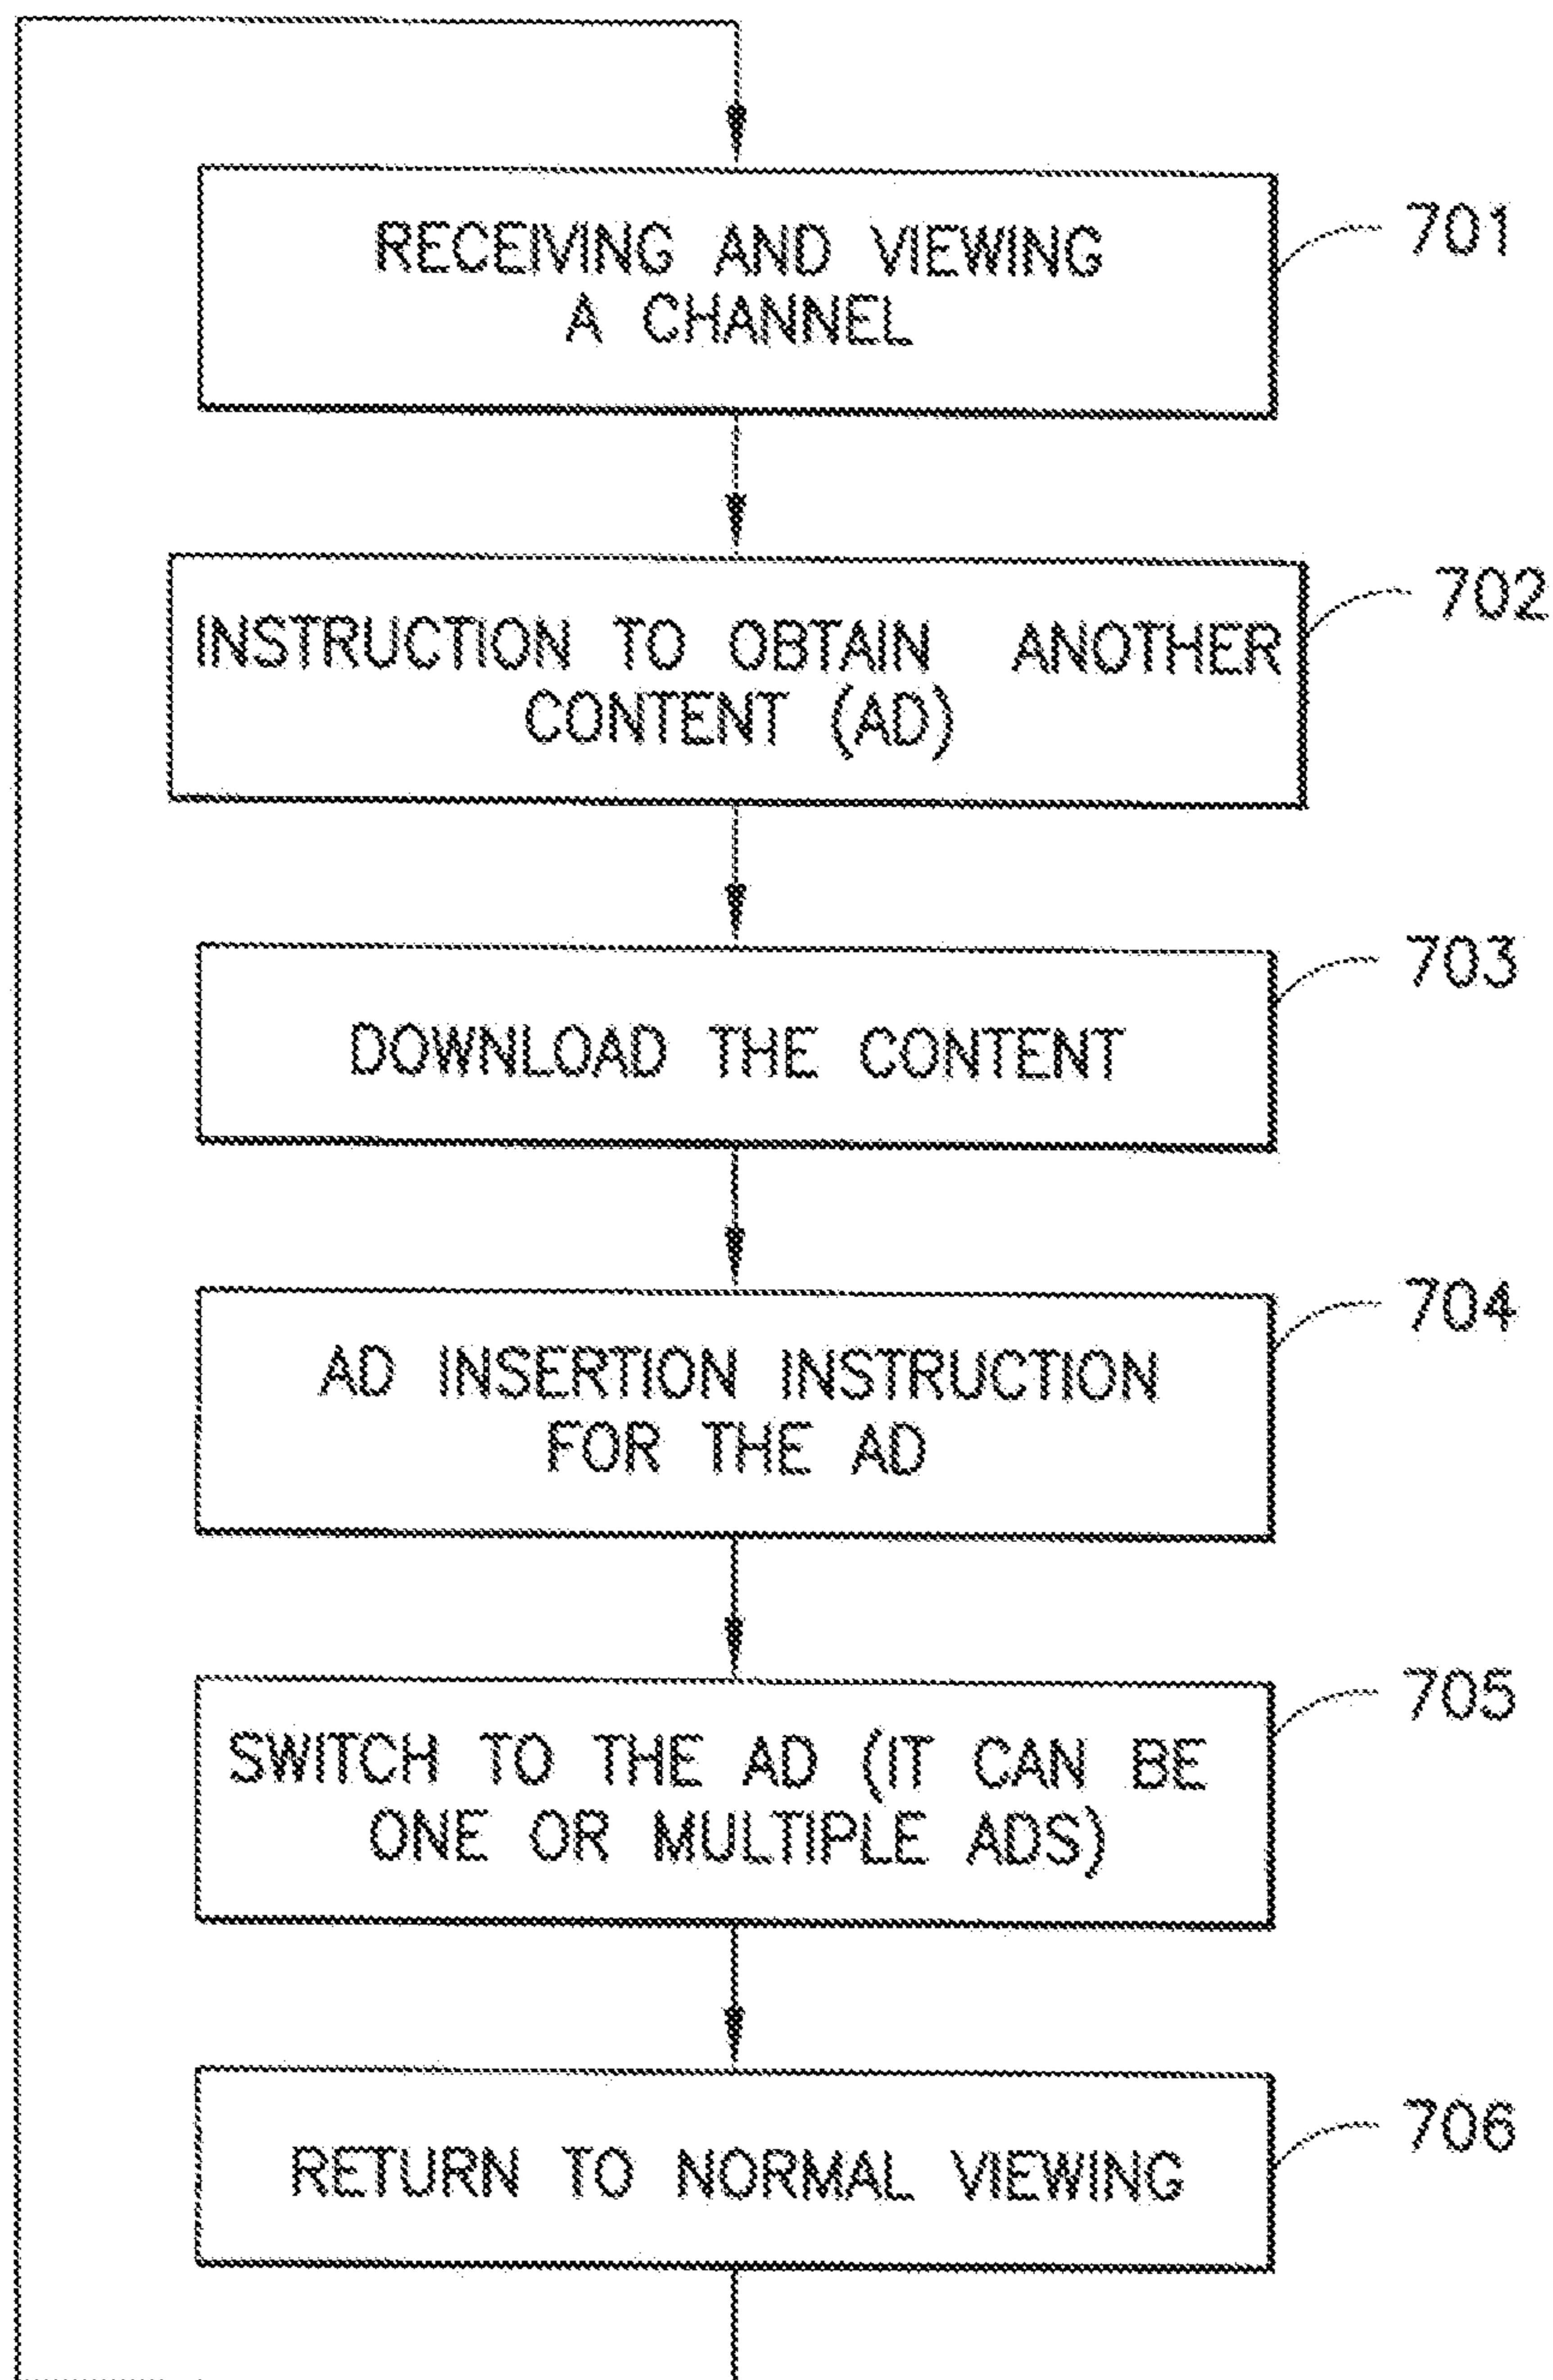 RECEIVING AND VIEWING
A CHANNEL
701
INSTRUCTION TO OBTAIN ANOTHER
CONTENT (AD)
702
DOWNLOAD THE CONTENT
703
AD INSERTION INSTRUCTION
FOR THE AD
704
SWITCH TO THE AD (IT CAN BE
ONE OR MULTIPLE ADS)
705
RETURN TO NORMAL VIEWING
706